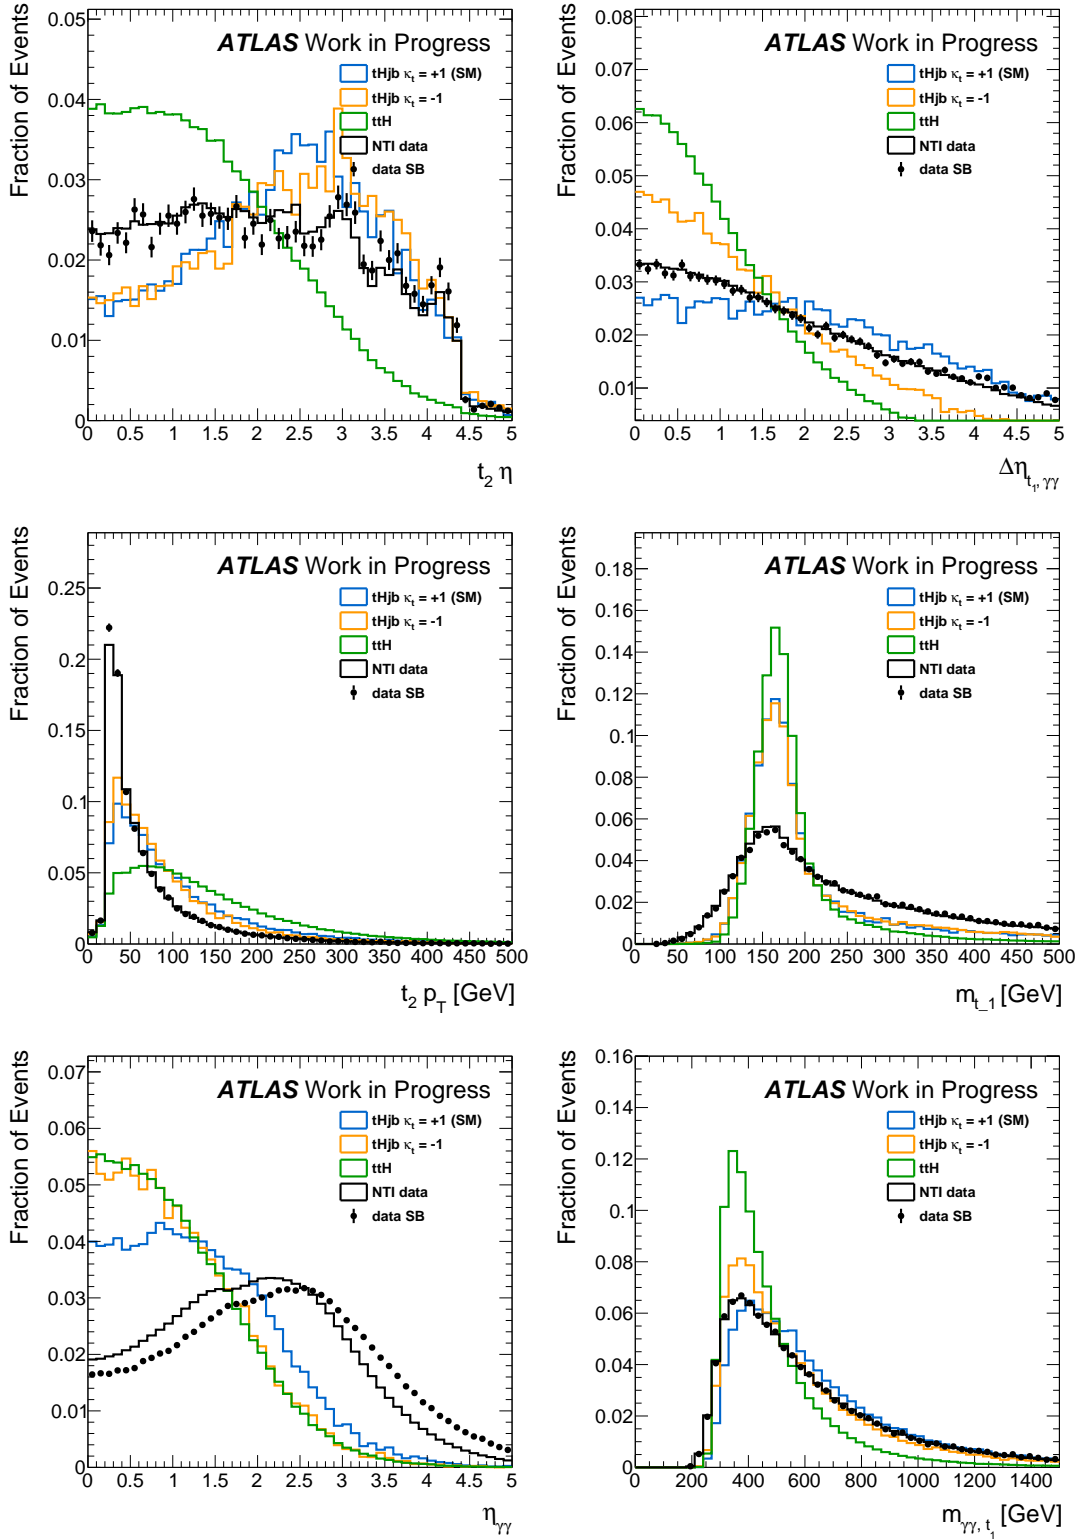 Fraction of Events
ATLAS Work in Progress
tHjb κt = +1 (SM)
tHjb κt = -1
ttH
NTI data
data SB
0.05
0.04
0.03
0.02
0.01
0
0 0.5 1 1.5 2 2.5 3 3.5 4 4.5 5
t2 η
Fraction of Events
ATLAS Work in Progress
tHjb κt = +1 (SM)
tHjb κt = -1
ttH
NTI data
data SB
0.08
0.07
0.06
0.05
0.04
0.03
0.02
0.01
0 0.5 1 1.5 2 2.5 3 3.5 4 4.5 5
Δη t1, γγ
Fraction of Events
ATLAS Work in Progress
tHjb κt = +1 (SM)
tHjb κt = -1
ttH
NTI data
data SB
0.25
0.2
0.15
0.1
0.05
0
0 50 100 150 200 250 300 350 400 450 500
t2 pT [GeV]
Fraction of Events
ATLAS Work in Progress
tHjb κt = +1 (SM)
tHjb κt = -1
ttH
NTI data
data SB
0.18
0.16
0.14
0.12
0.1
0.08
0.06
0.04
0.02
0
0 50 100 150 200 250 300 350 400 450 500
mt_1 [GeV]
Fraction of Events
ATLAS Work in Progress
tHjb κt = +1 (SM)
tHjb κt = -1
ttH
NTI data
data SB
0.07
0.06
0.05
0.04
0.03
0.02
0.01
0
0 0.5 1 1.5 2 2.5 3 3.5 4 4.5 5
ηγγ
Fraction of Events
ATLAS Work in Progress
tHjb κt = +1 (SM)
tHjb κt = -1
ttH
NTI data
data SB
0.16
0.14
0.12
0.1
0.08
0.06
0.04
0.02
0
0 200 400 600 800 1000 1200 1400
mγγ, t1 [GeV]